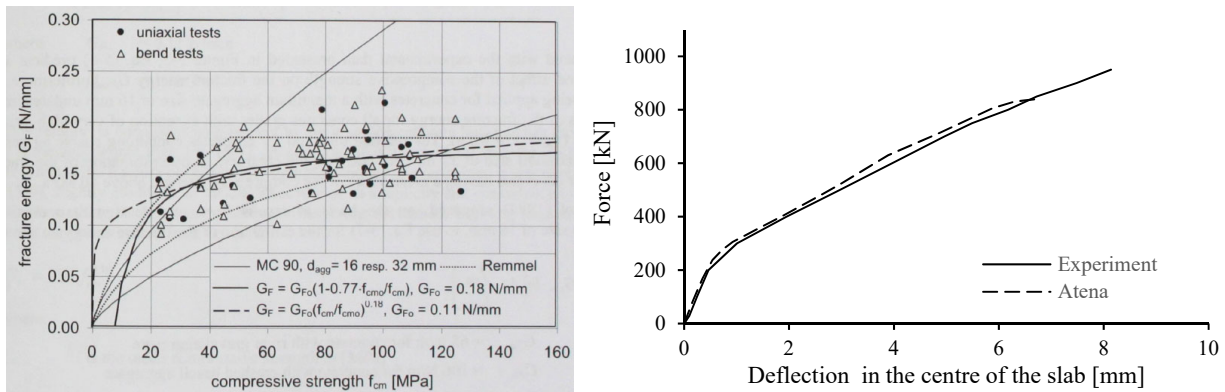 0.30
0.25
0.20
0.15
0.10
0.05
0.00
fracture energy G_F [N/mm]
● uniaxial tests
△ bend tests
MC 90, d_agg= 16 resp. 32 mm
Remmel
G_F = G_Fo(1-0.77·f_cmo/f_cm), G_Fo = 0.18 N/mm
G_F = G_Fo(f_cm/f_cmo)^0.18, G_Fo = 0.11 N/mm
0 20 40 60 80 100 120 140 160
compressive strength f_cm [MPa]
1000
800
600
400
200
0
Force [kN]
Experiment
Atena
0 2 4 6 8 10
Deflection in the centre of the slab [mm]